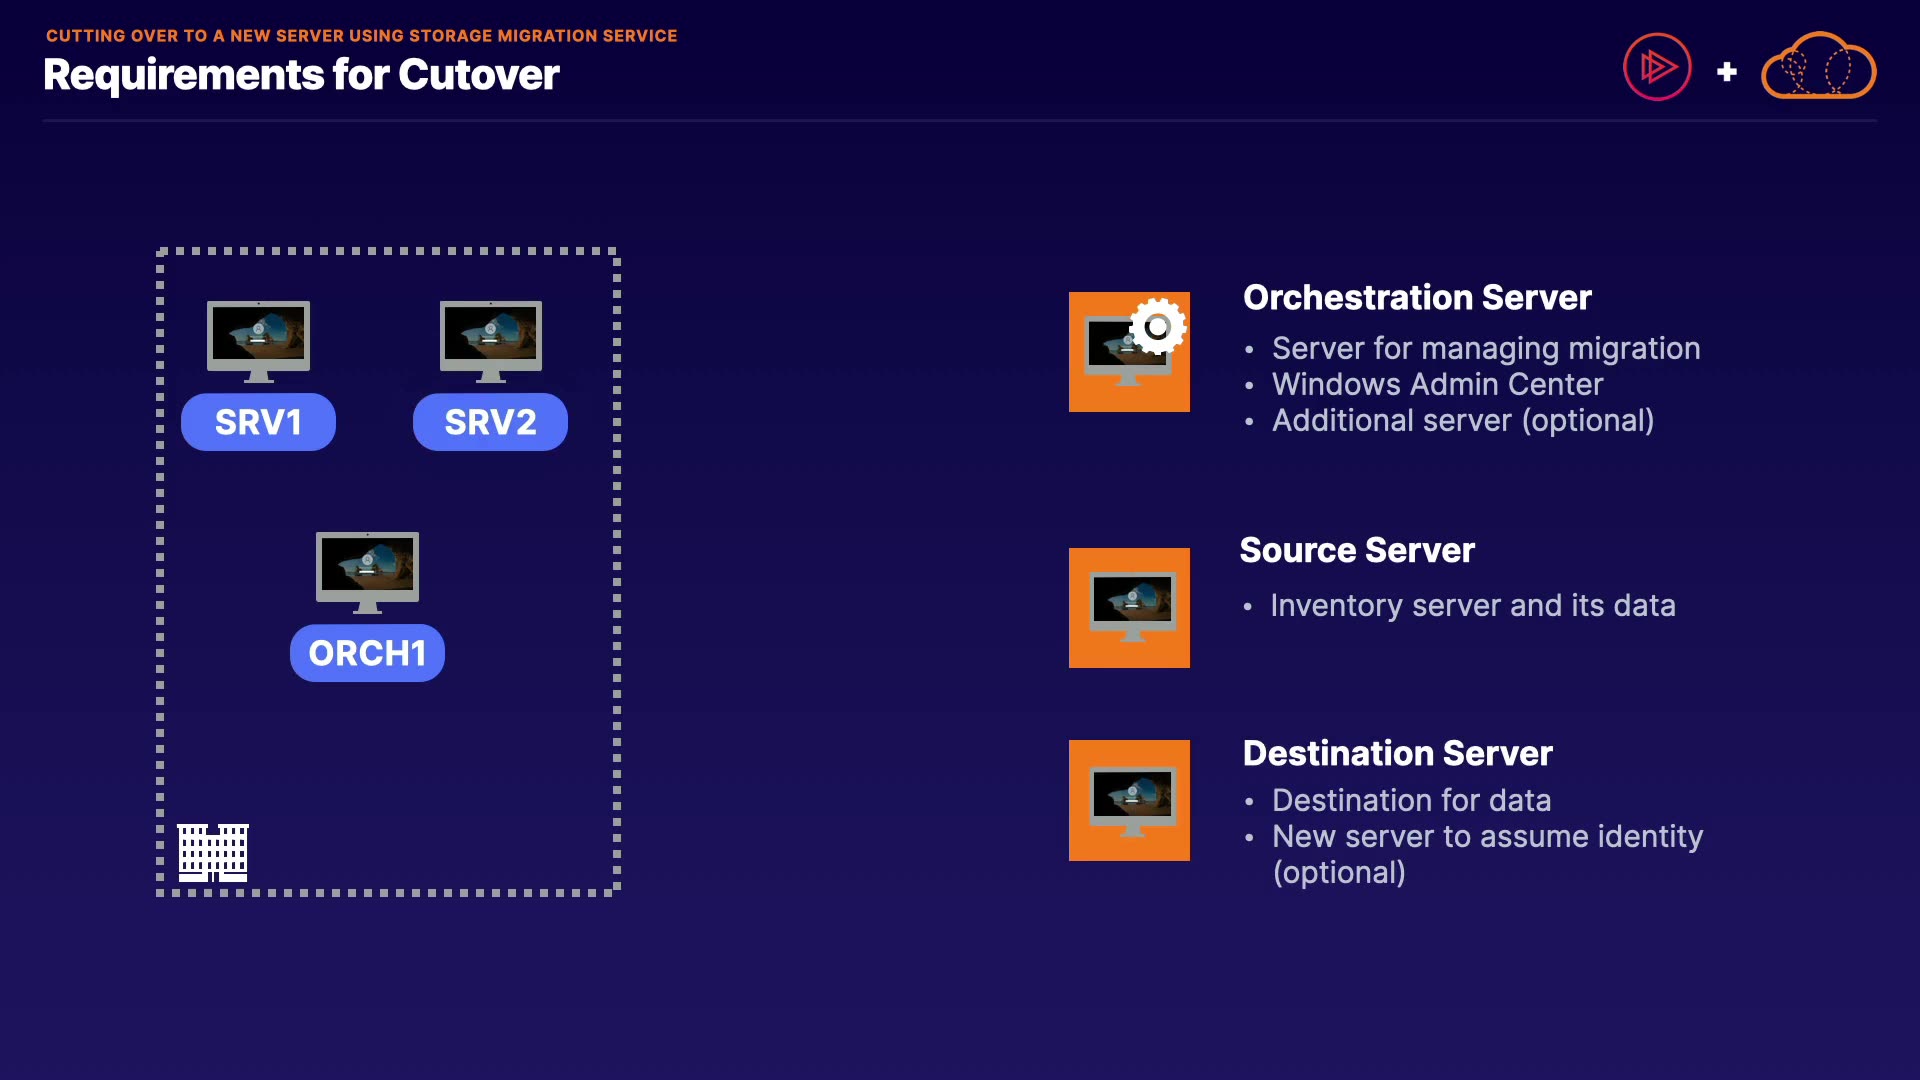 CUTTING OVER TO A NEW SERVER USING STORAGE MIGRATION SERVICE
Requirements for Cutover
SRV1
SRV2
ORCH1
Orchestration Server
• Server for managing migration
• Windows Admin Center
• Additional server (optional)
Source Server
• Inventory server and its data
Destination Server
• Destination for data
• New server to assume identity
(optional)